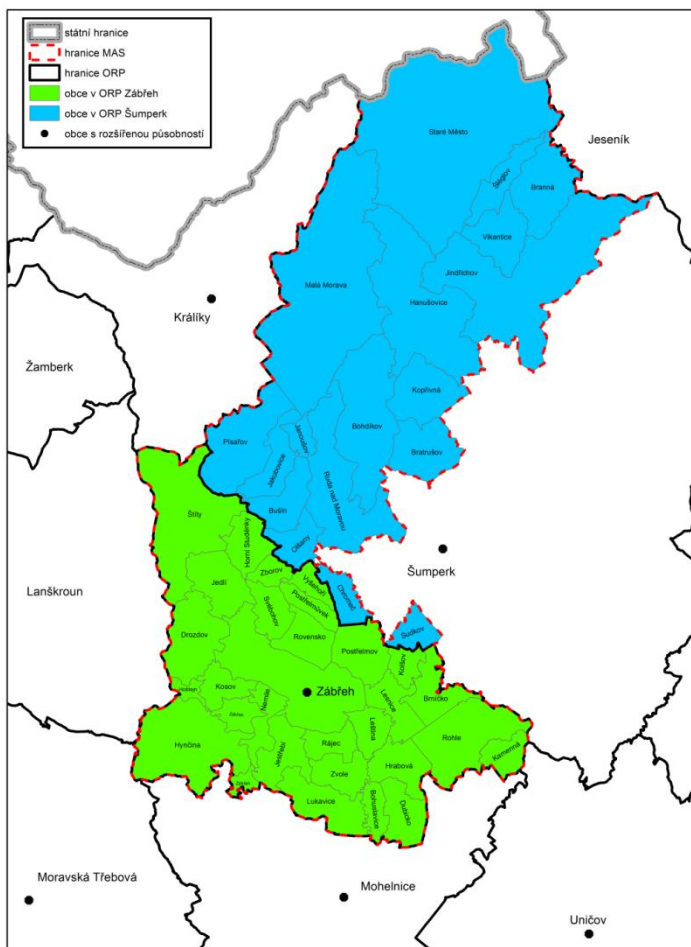 státní hranice
hranice MAS
hranice ORP
obce v ORP Zábřeh
obce v ORP Šumperk
obce s rozšířenou působností
Staré Město
Jeseník
Šléglov
Branná
Vikantice
Jindřichov
Malá Morava
Hanušovice
Králíky
Žamberk
Kopřivná
Bohdíkov
Písařov
Janoušov
Jakubovice
Bratrušov
Ruda nad Moravou
Štíty
Bušín
Horní Studénky
Olšany
Šumperk
Zborov
Vyšehoří
Chromeč
Lanškroun
Jedlí
Postřelmůvek
Svébohov
Sudkov
Drozdov
Rovensko
Postřelmov
Kolšov
Kosov
Nemile
Zábřeh
Lesnice
Brníčko
Leština
Rohle
Kamenná
Hynčina
Jestřebí
Rájec
Hrabová
Zvole
Lukavice
Bohuslavice
Dubicko
Moravská Třebová
Mohelnice
Uničov